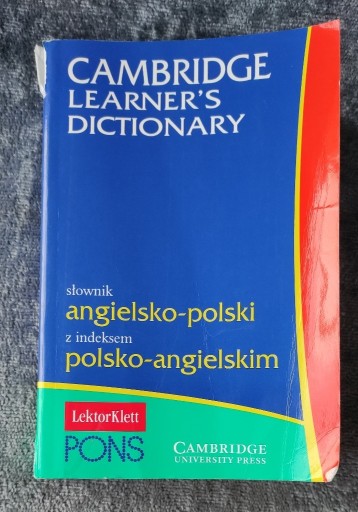 CAMBRIDGE
LEARNER'S
DICTIONARY
słownik
angielsko-polski
z indeksem
polsko-angielskim
LektorKlett
PONS
CAMBRIDGE
UNIVERSITY PRESS